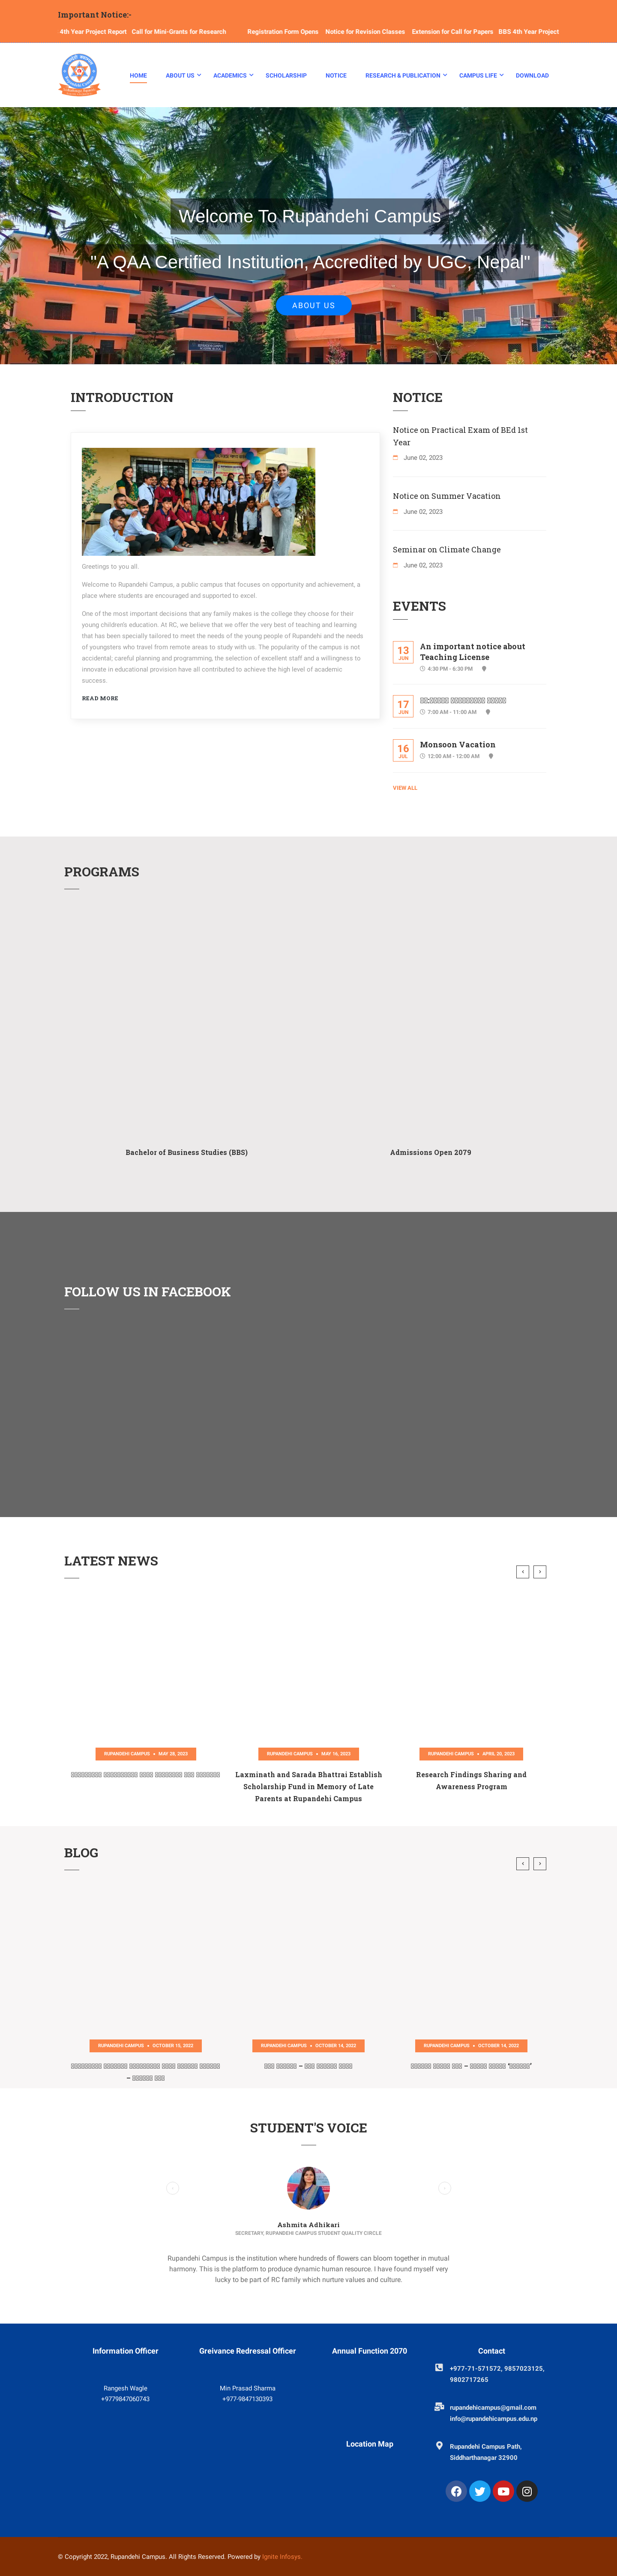 Important Notice:-
4th Year Project Report Call for Mini-Grants for Research Registration Form Opens Notice for Revision Classes Extension for Call for Papers BBS 4th Year Project
HOME ABOUT US ACADEMICS SCHOLARSHIP NOTICE RESEARCH & PUBLICATION CAMPUS LIFE DOWNLOAD
Welcome To Rupandehi Campus
"A QAA Certified Institution, Accredited by UGC, Nepal"
ABOUT US
INTRODUCTION
Greetings to you all.
Welcome to Rupandehi Campus, a public campus that focuses on opportunity and achievement, a
place where students are encouraged and supported to excel.
One of the most important decisions that any family makes is the college they choose for their
young children's education. At RC, we believe that we offer the very best of teaching and learning
that has been specially tailored to meet the needs of the young people of Rupandehi and the needs
of youngsters who travel from outside to study with us. The popularity of the campus is not
accidental; careful planning and programming, the selection of excellent staff and a willingness to
innovate in educational provision have all contributed to achieve the high level of academic
success.
READ MORE
NOTICE
Notice on Practical Exam of BEd 1st
Year
June 02, 2023
Notice on Summer Vacation
June 02, 2023
Seminar on Climate Change
June 02, 2023
EVENTS
13
JUN
An important notice about
Teaching License
4:30 PM - 6:30 PM
17
JUN
7:00 AM - 11:00 AM
16
JUL
Monsoon Vacation
12:00 AM - 12:00 AM
VIEW ALL
PROGRAMS
Bachelor of Business Studies (BBS)
Admissions Open 2079
FOLLOW US IN FACEBOOK
LATEST NEWS
RUPANDEHI CAMPUS • MAY 28, 2023
RUPANDEHI CAMPUS • MAY 16, 2023
Laxminath and Sarada Bhattrai Establish
Scholarship Fund in Memory of Late
Parents at Rupandehi Campus
RUPANDEHI CAMPUS • APRIL 20, 2023
Research Findings Sharing and
Awareness Program
BLOG
RUPANDEHI CAMPUS • OCTOBER 15, 2022
RUPANDEHI CAMPUS • OCTOBER 14, 2022
RUPANDEHI CAMPUS • OCTOBER 14, 2022
STUDENT'S VOICE
Ashmita Adhikari
SECRETARY, RUPANDEHI CAMPUS STUDENT QUALITY CIRCLE
Rupandehi Campus is the institution where hundreds of flowers can bloom together in mutual
harmony. This is the platform to produce dynamic human resource. I have found myself very
lucky to be part of RC family which nurture values and culture.
Information Officer
Rangesh Wagle
+9779847060743
Greivance Redressal Officer
Min Prasad Sharma
+977-9847130393
Annual Function 2070
Location Map
Contact
+977-71-571572, 9857023125,
9802717265
rupandehicampus@gmail.com
info@rupandehicampus.edu.np
Rupandehi Campus Path,
Siddharthanagar 32900
© Copyright 2022, Rupandehi Campus. All Rights Reserved. Powered by Ignite Infosys.